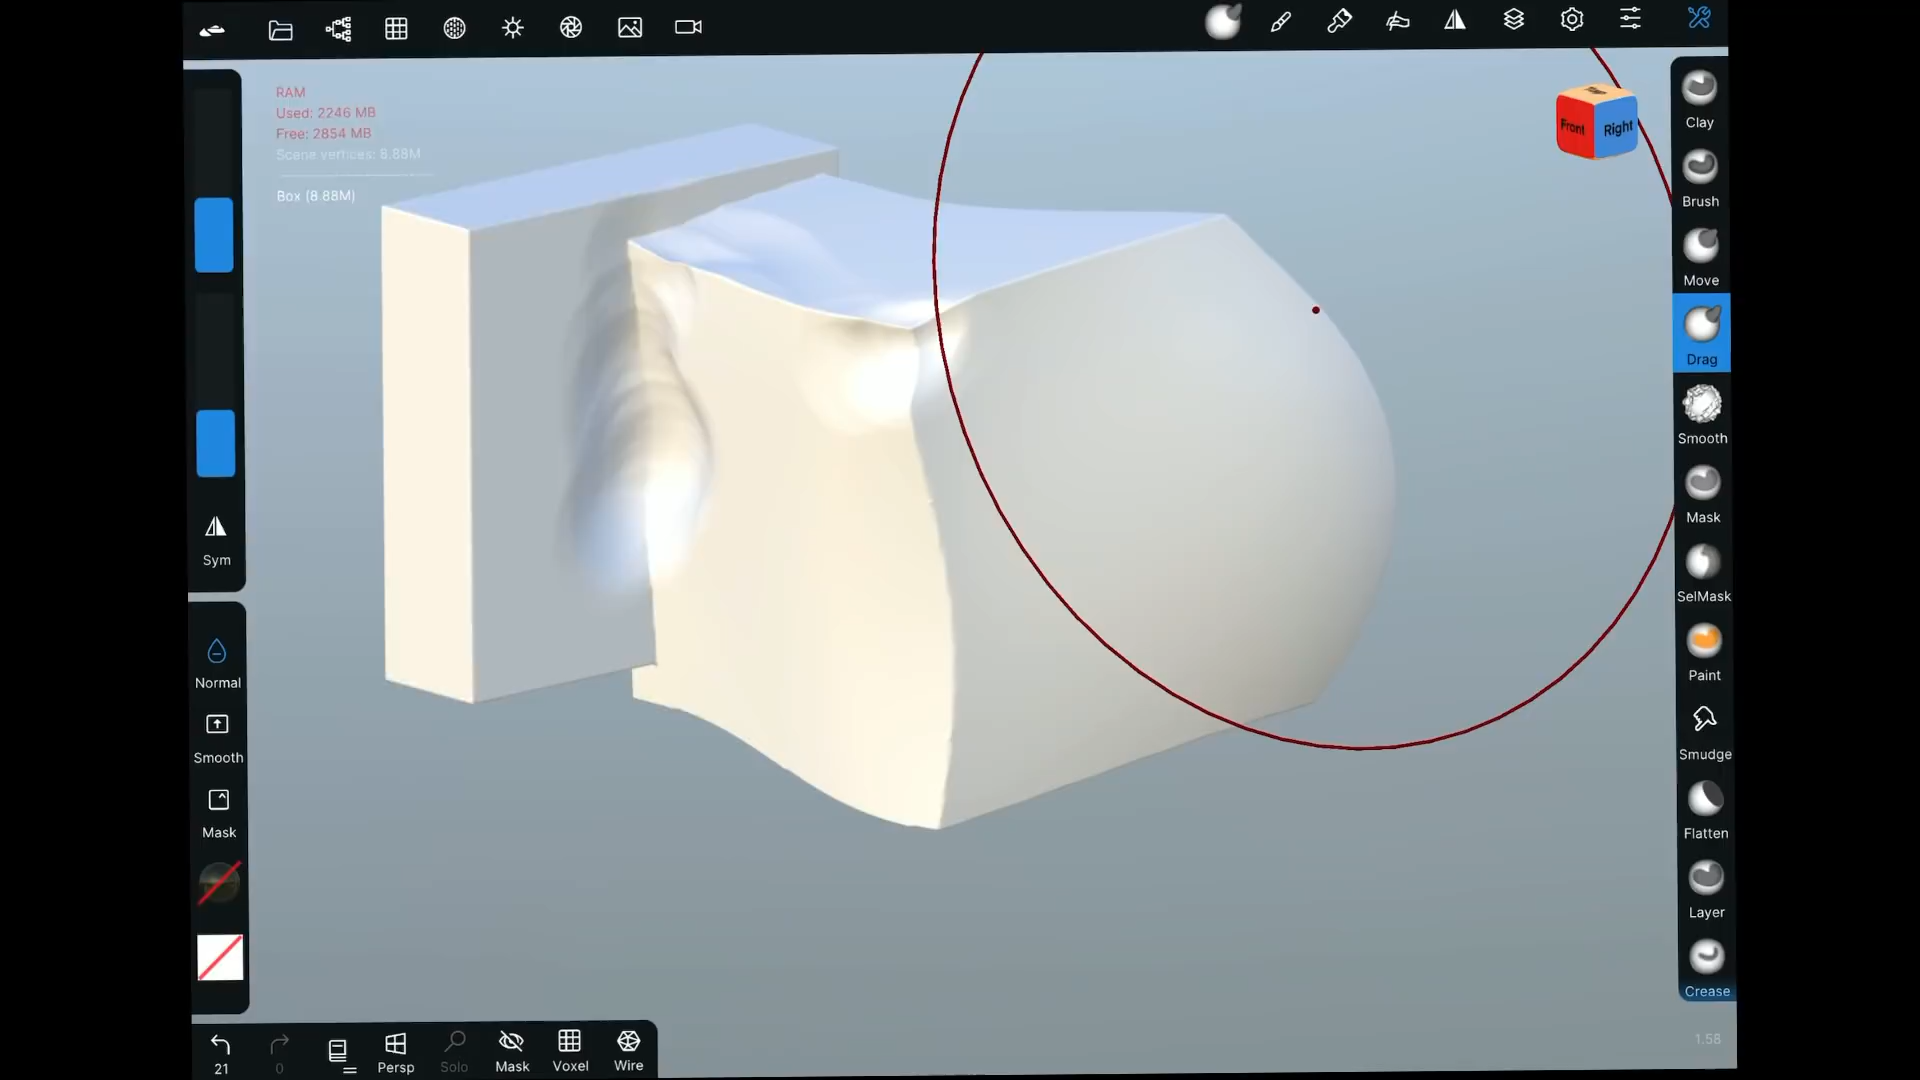 RAM
Used: 2246 MB
Free: 2854 MB
Scene vertices: 8.88M
Box (8.88M)
Front
Right
Clay
Brush
Move
Drag
Smooth
Mask
SelMask
Paint
Smudge
Flatten
Layer
Crease
Sym
Normal
Smooth
Mask
21
0
Persp
Solo
Mask
Voxel
Wire
1.58